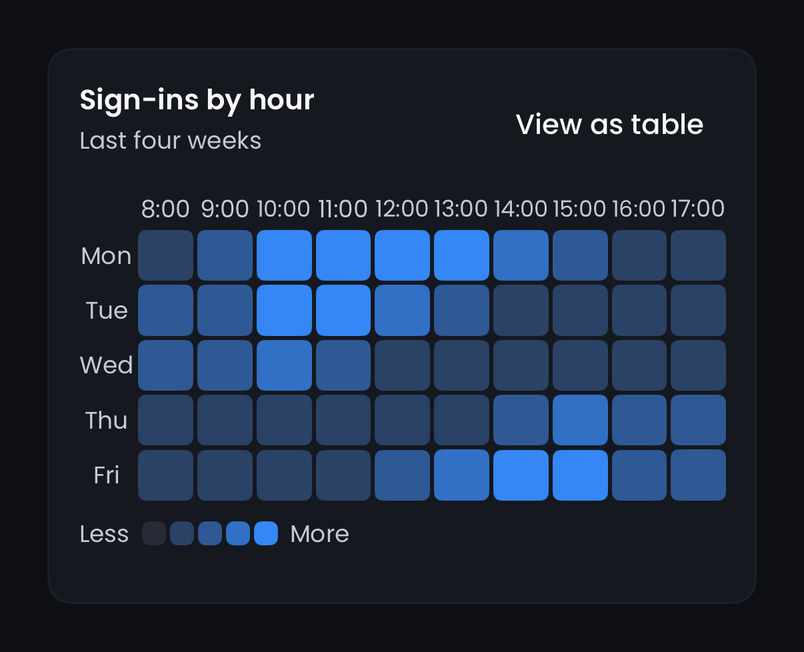 Sign-ins by hour
Last four weeks
View as table
8:00 9:00 10:00 11:00 12:00 13:00 14:00 15:00 16:00 17:00
Mon
Tue
Wed
Thu
Fri
Less More